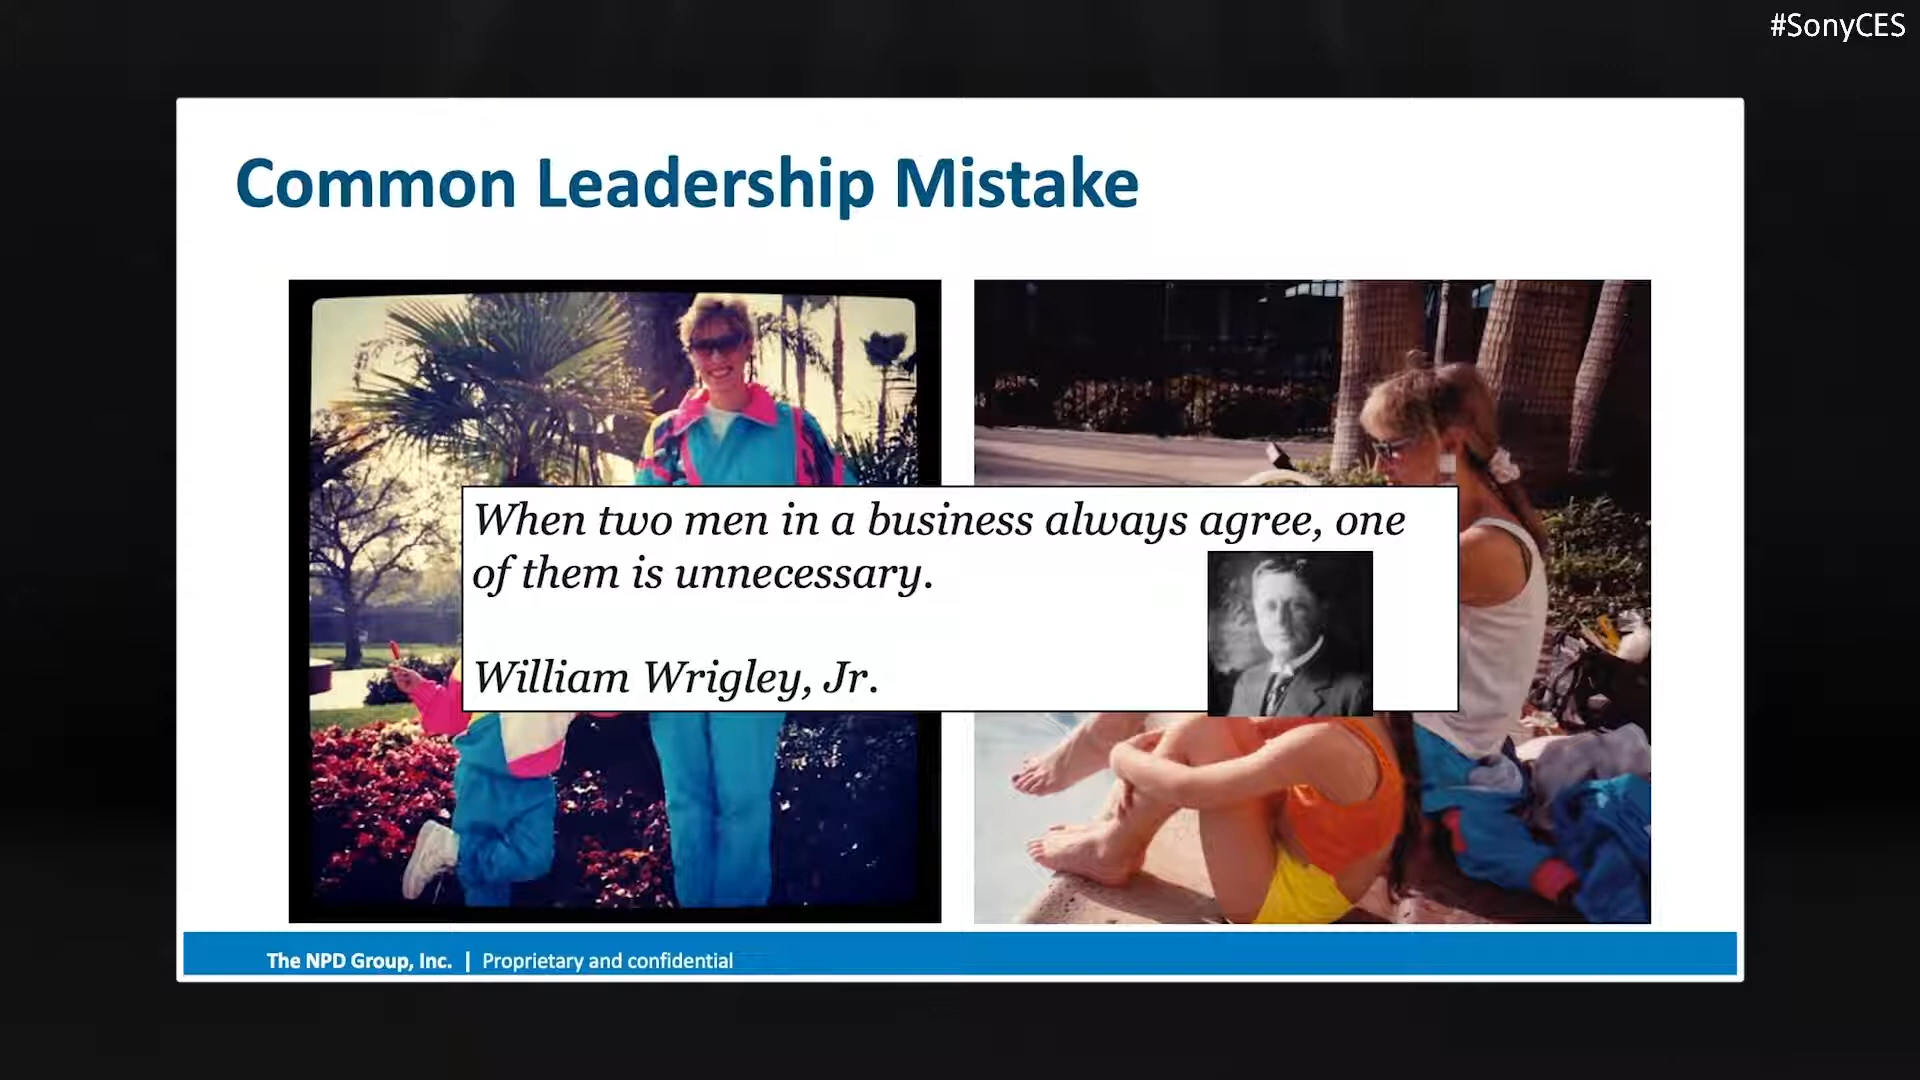 #SonyCES
Common Leadership Mistake
When two men in a business always agree, one
of them is unnecessary.
William Wrigley, Jr.
The NPD Group, Inc. | Proprietary and confidential